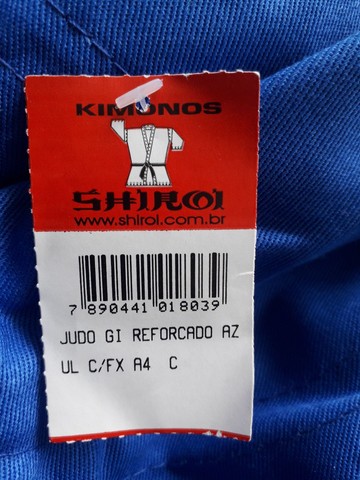 KIMONOS
SHIROI
www.shiroi.com.br
7 890441 018039
JUDO GI REFORCADO AZ
UL C/FX A4 C